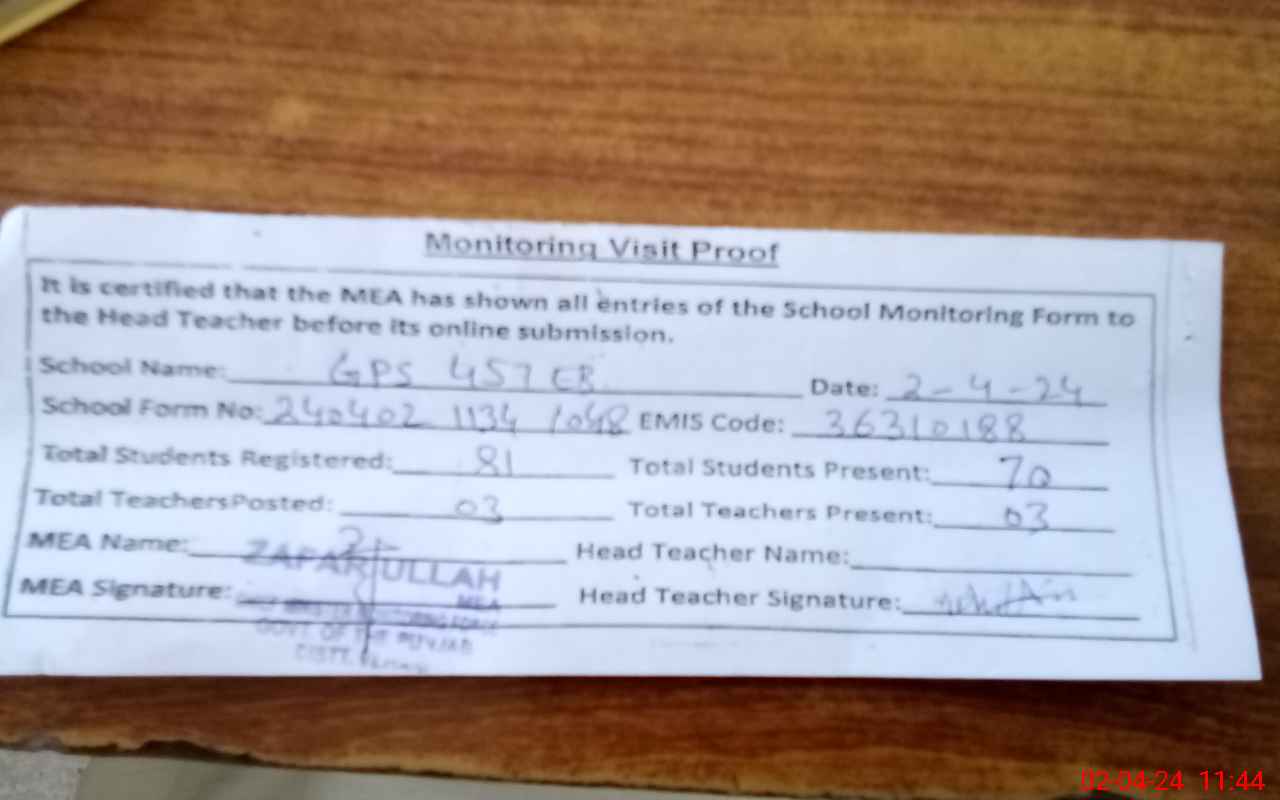 Monitoring Visit Proof
It is certified that the MEA has shown all entries of the School Monitoring Form to
the Head Teacher before its online submission.
School Name: GPS 457 EB Date: 2-4-24
School Form No: 240402 1134 1048 EMIS Code: 36310188
Total Students Registered: 81 Total Students Present: 70
Total TeachersPosted: 03 Total Teachers Present: 03
MEA Name: ZAFARULLAH Head Teacher Name:
MEA
MEA Signature: Head Teacher Signature:
GOVT. OF THE PUNJAB
DISTT.
02-04-24 11:44